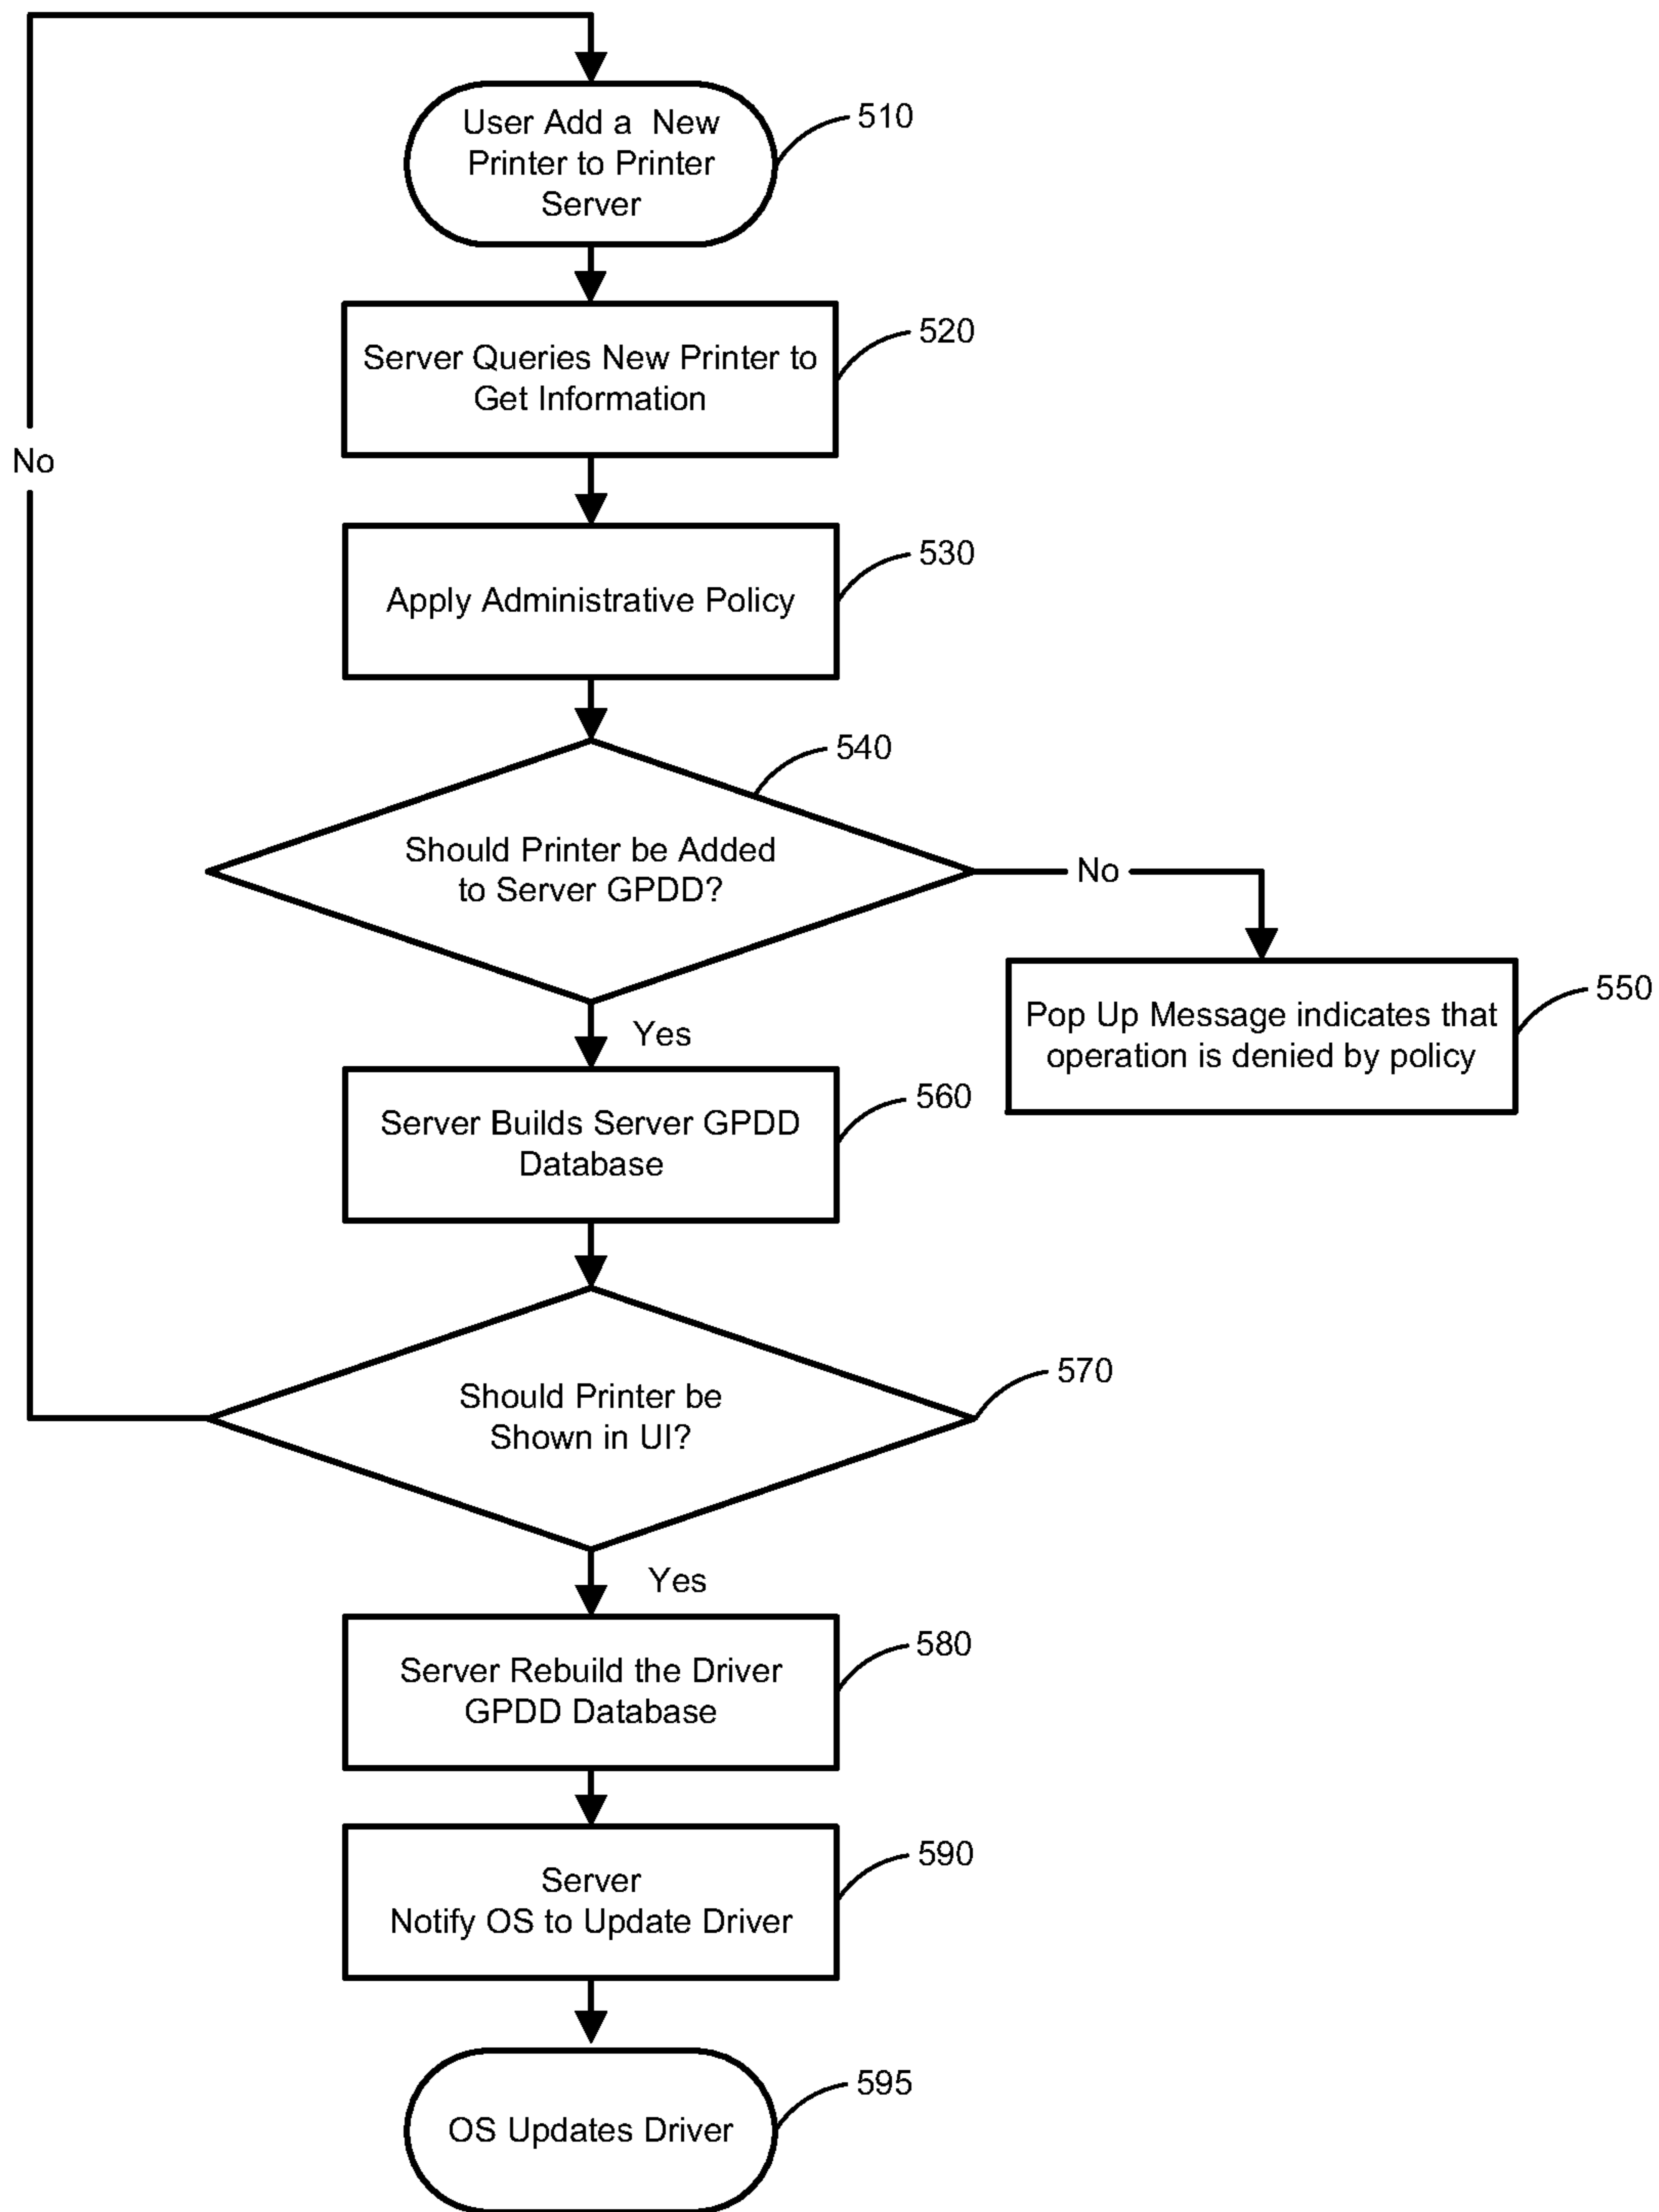 User Add a New
Printer to Printer
Server
510
Server Queries New Printer to
Get Information
520
No
Apply Administrative Policy
530
Should Printer be Added
to Server GPDD?
540
No
Pop Up Message indicates that
operation is denied by policy
550
Yes
Server Builds Server GPDD
Database
560
Should Printer be
Shown in UI?
570
Yes
Server Rebuild the Driver
GPDD Database
580
Server
Notify OS to Update Driver
590
OS Updates Driver
595